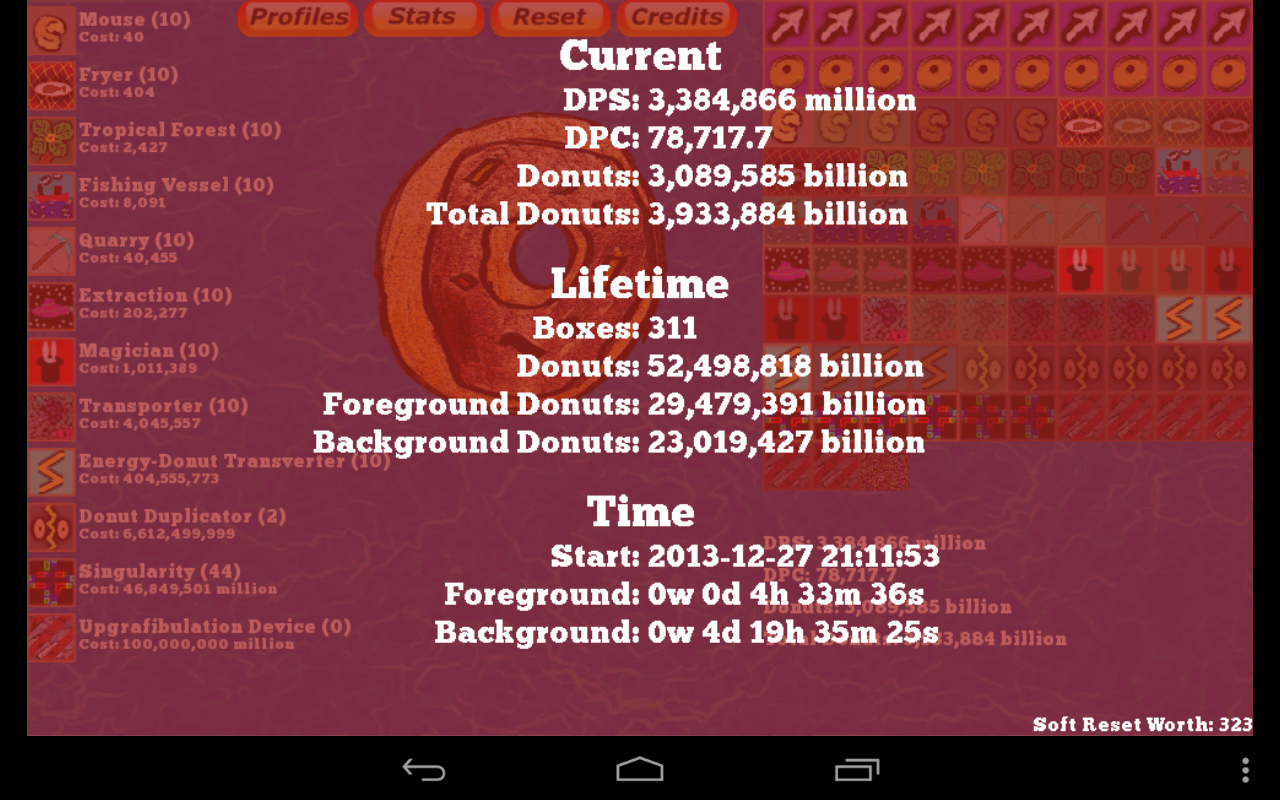 Profiles
Stats
Reset
Credits
Mouse (10)
Cost: 40
Fryer (10)
Cost: 404
Tropical Forest (10)
Cost: 2,427
Fishing Vessel (10)
Cost: 8,091
Quarry (10)
Cost: 40,455
Extraction (10)
Cost: 202,277
Magician (10)
Cost: 1,011,389
Transporter (10)
Cost: 4,045,557
Energy-Donut Transverter (10)
Cost: 404,555,773
Donut Duplicator (2)
Cost: 6,612,499,999
Singularity (44)
Cost: 46,849,501 million
Upgrafibulation Device (0)
Cost: 100,000,000 million
Current
DPS: 3,384,866 million
DPC: 78,717.7
Donuts: 3,089,585 billion
Total Donuts: 3,933,884 billion
Lifetime
Boxes: 311
Donuts: 52,498,818 billion
Foreground Donuts: 29,479,391 billion
Background Donuts: 23,019,427 billion
Time
Start: 2013-12-27 21:11:53
Foreground: 0w 0d 4h 33m 36s
Background: 0w 4d 19h 35m 25s
DPS: 3,384,866 million
DPC: 78,717.7
Donuts: 3,089,585 billion
Total Donuts: 3,933,884 billion
Soft Reset Worth: 323